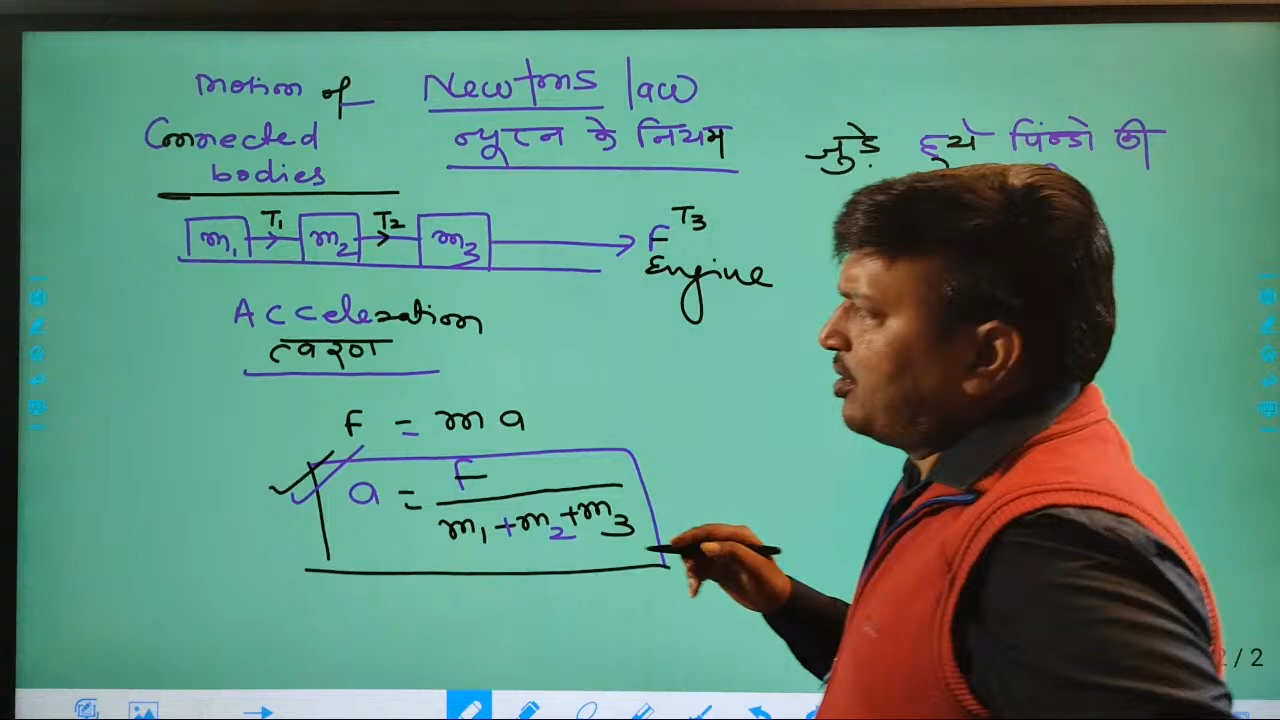 Motion of
Connected
bodies
Newtons law
न्यूटन के नियम
जुड़े हुये पिंन्डो की
m1 T1 m2 T2 m3 F T3
Engine
Acceleration
त्वरण
F = m a
a = F / m1 + m2 + m3
2 / 2